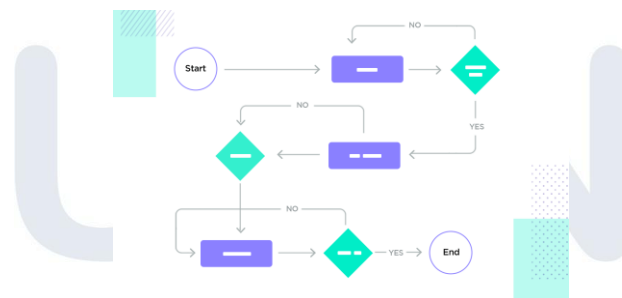 NO
Start
YES
NO
NO
YES
End